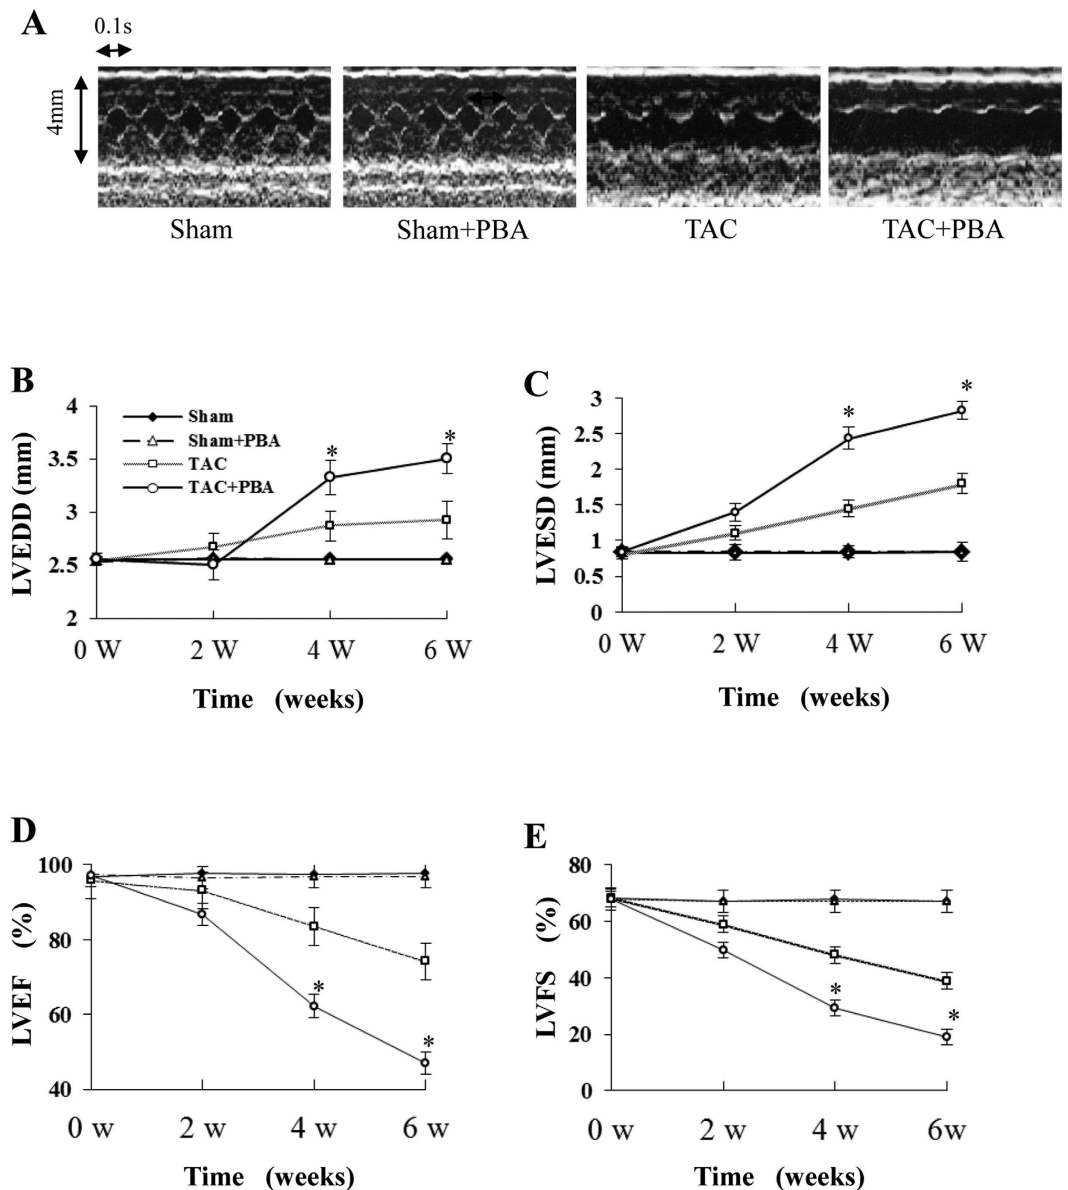 A
0.1s
4mm
Sham
Sham+PBA
TAC
TAC+PBA
B
LVEDD (mm)
4
3.5
3
2.5
2
Sham
Sham+PBA
TAC
TAC+PBA
*
*
0 W
2 W
4 W
6 W
Time (weeks)
C
LVESD (mm)
3
2.5
2
1.5
1
0.5
0
*
*
0 W
2 W
4 W
6 W
Time (weeks)
D
LVEF (%)
100
80
60
40
*
*
0 w
2 w
4 w
6 w
Time (weeks)
E
LVFS (%)
80
60
40
20
0
*
*
0 w
2 w
4 w
6w
Time (weeks)